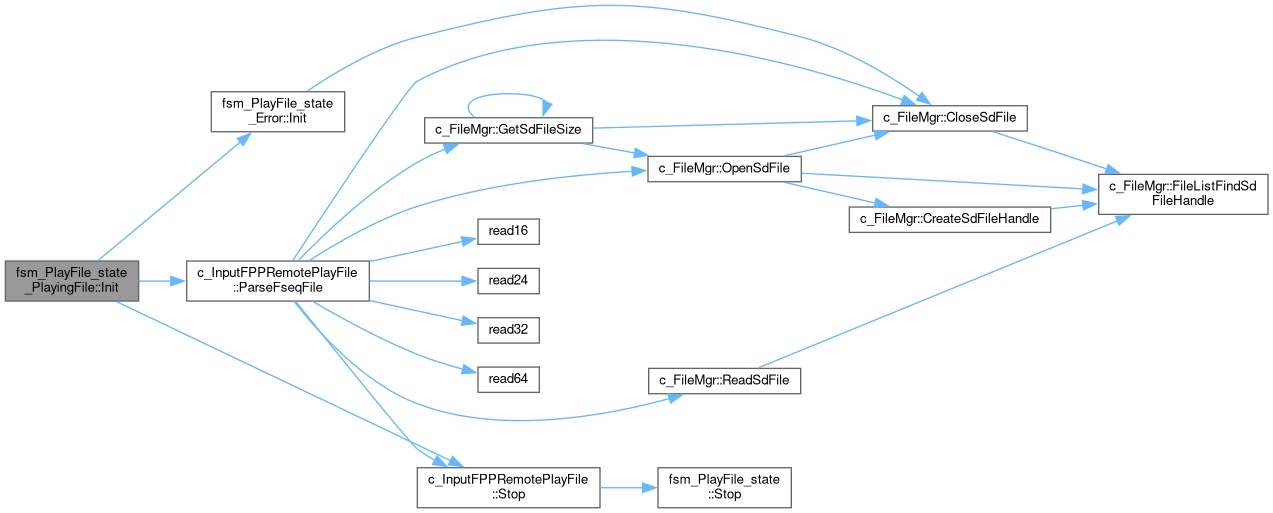 fsm_PlayFile_state
_Error::Init
c_FileMgr::CloseSdFile
c_FileMgr::GetSdFileSize
c_FileMgr::OpenSdFile
c_FileMgr::FileListFindSd
FileHandle
c_FileMgr::CreateSdFileHandle
read16
fsm_PlayFile_state
_PlayingFile::Init
c_InputFPPRemotePlayFile
::ParseFseqFile
read24
read32
read64
c_FileMgr::ReadSdFile
c_InputFPPRemotePlayFile
::Stop
fsm_PlayFile_state
::Stop